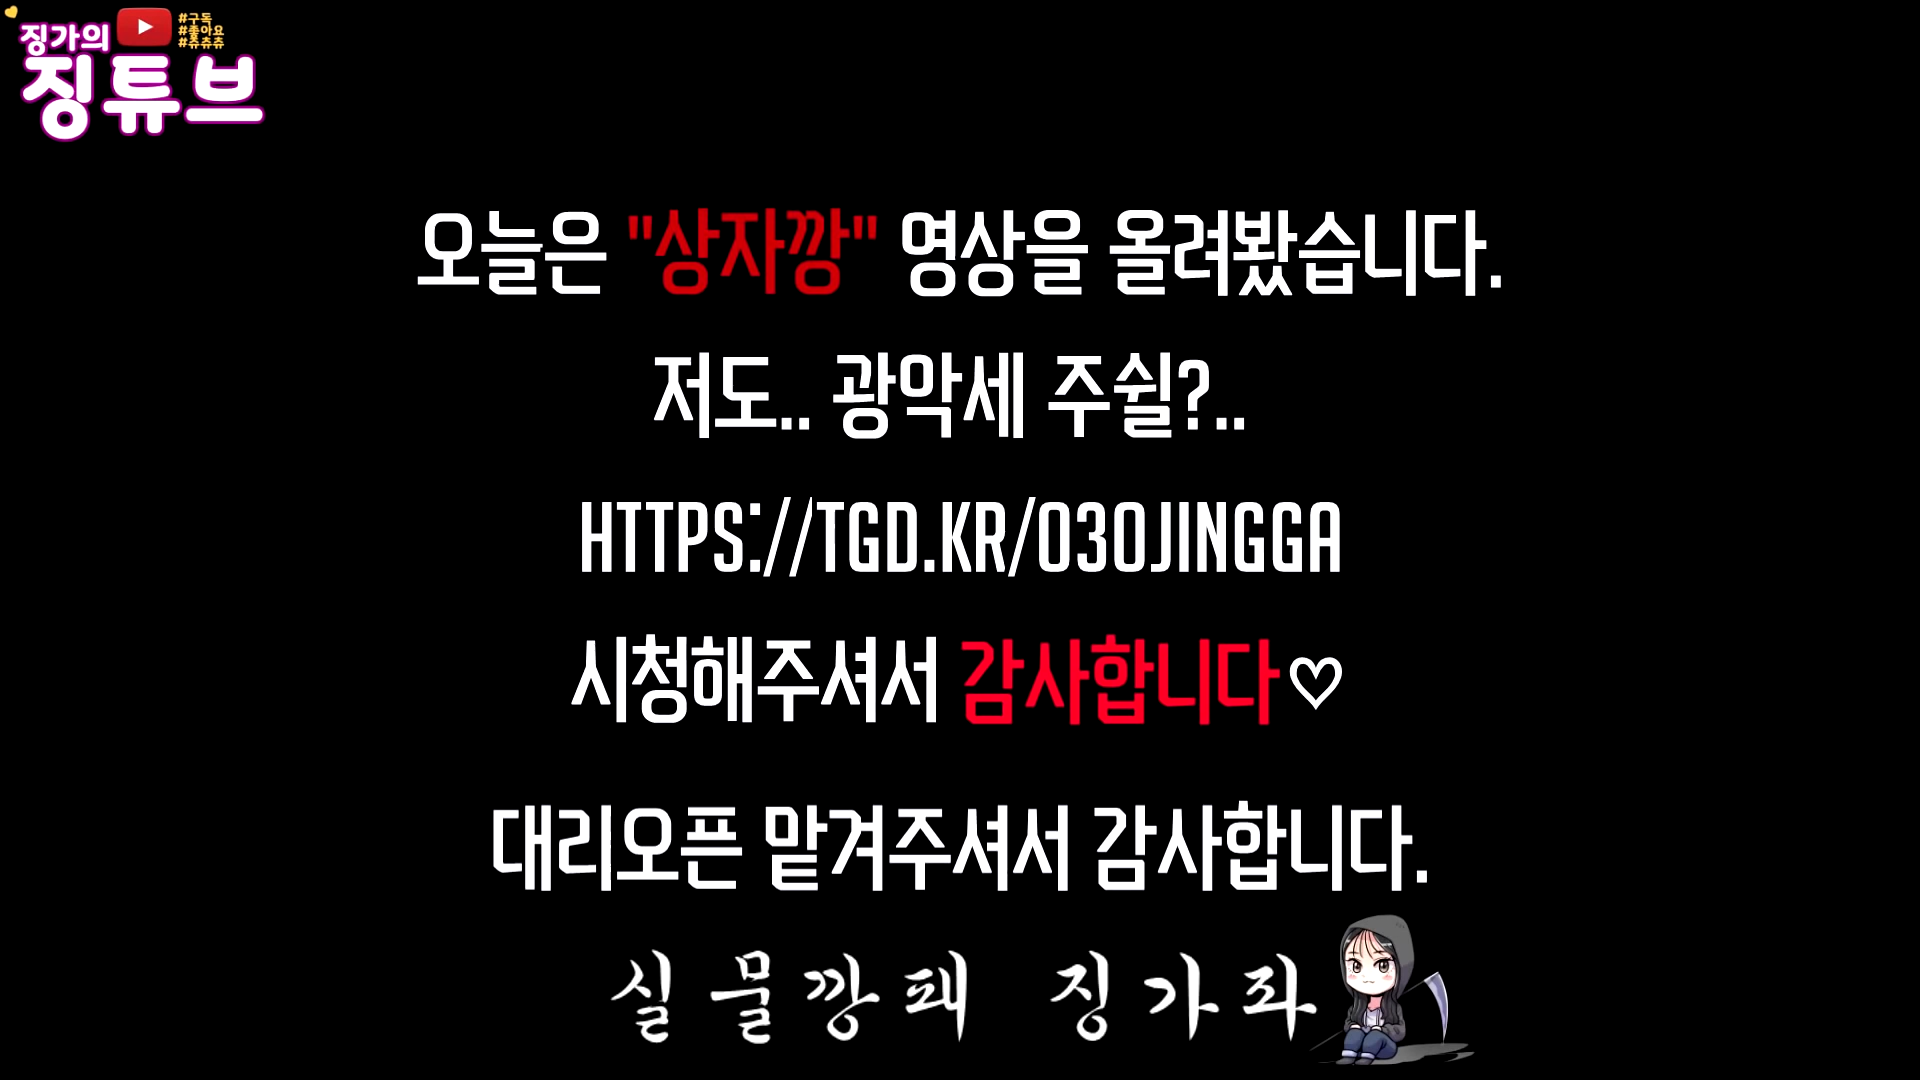 징가의
#구독
#좋아요
#츄츄츄
징튜브
오늘은 "상자깡" 영상을 올려봤습니다.
저도.. 광악세 주쉴?..
HTTPS://TGD.KR/030JINGGA
시청해주셔서 감사합니다♡
대리오픈 맡겨주셔서 감사합니다.
실물깡패 징가좌